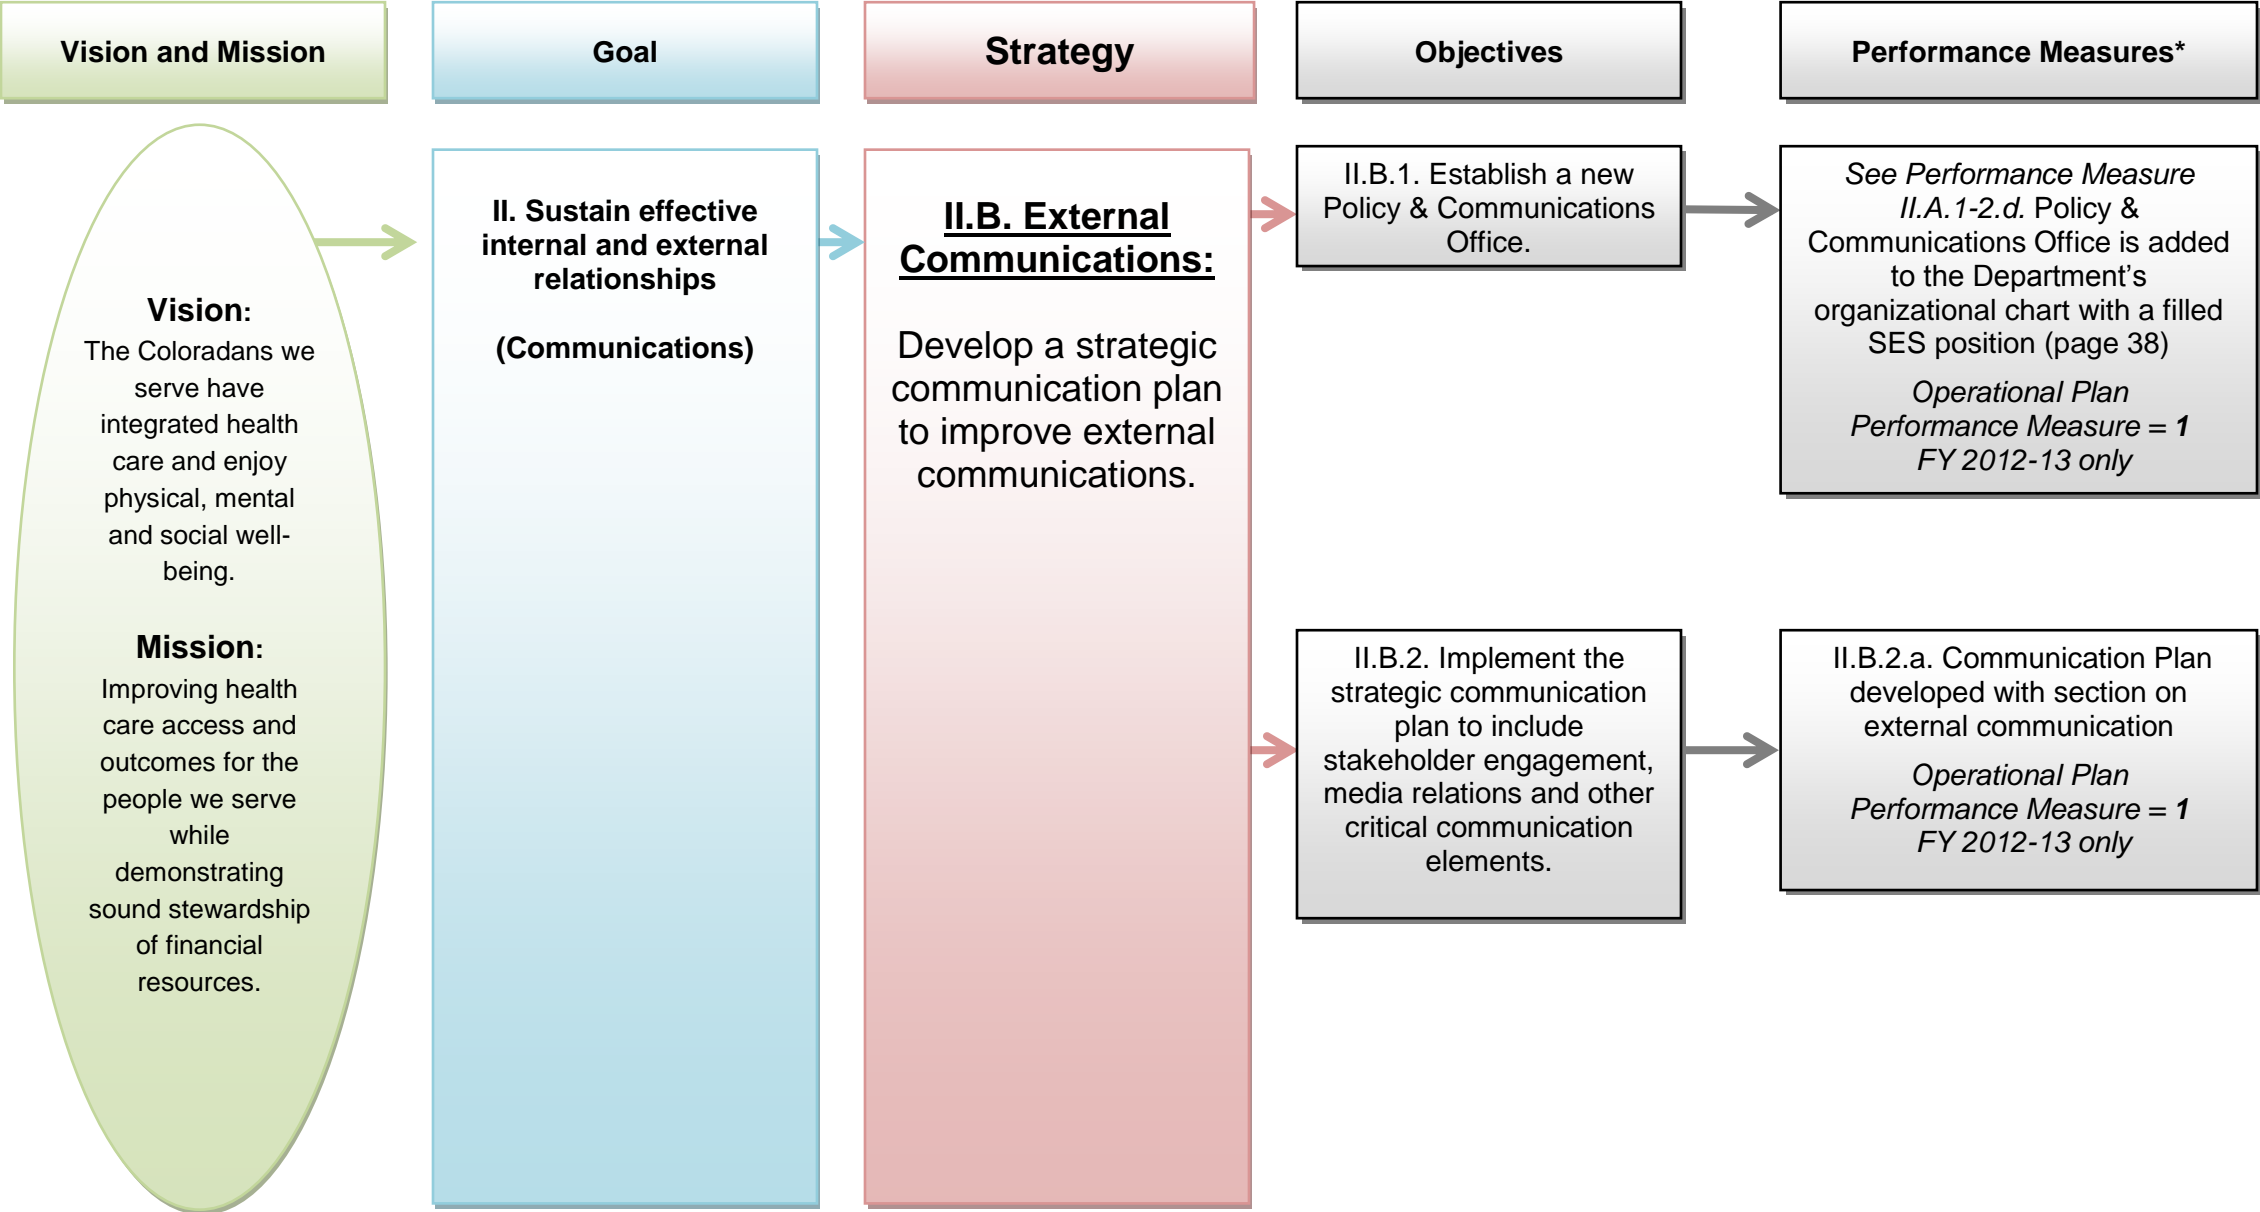 Vision and Mission
Goal
Strategy
Objectives
Performance Measures*
Vision:
The Coloradans we
serve have
integrated health
care and enjoy
physical, mental
and social well-
being.
Mission:
Improving health
care access and
outcomes for the
people we serve
while
demonstrating
sound stewardship
of financial
resources.
II. Sustain effective
internal and external
relationships
(Communications)
II.B. External
Communications:
Develop a strategic
communication plan
to improve external
communications.
II.B.1. Establish a new
Policy & Communications
Office.
See Performance Measure
II.A.1-2.d. Policy &
Communications Office is added
to the Department’s
organizational chart with a filled
SES position (page 38)
Operational Plan
Performance Measure = 1
FY 2012-13 only
II.B.2. Implement the
strategic communication
plan to include
stakeholder engagement,
media relations and other
critical communication
elements.
II.B.2.a. Communication Plan
developed with section on
external communication
Operational Plan
Performance Measure = 1
FY 2012-13 only